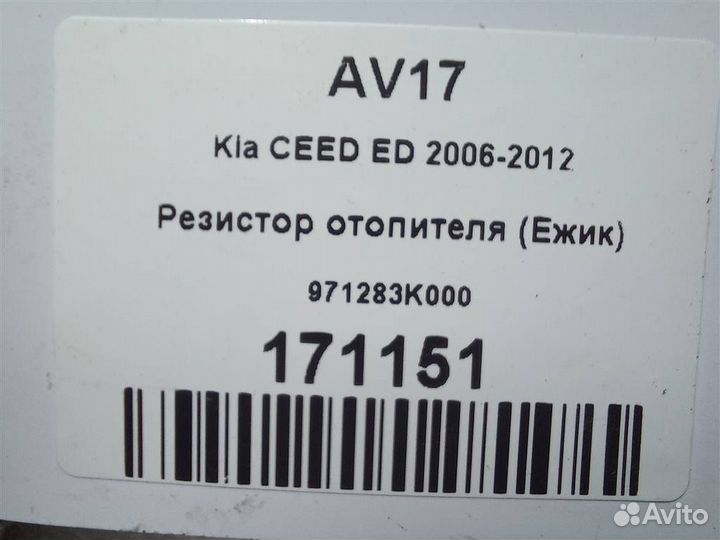 AV17
Kia CEED ED 2006-2012
Резистор отопителя (Ежик)
971283K000
171151
Avito